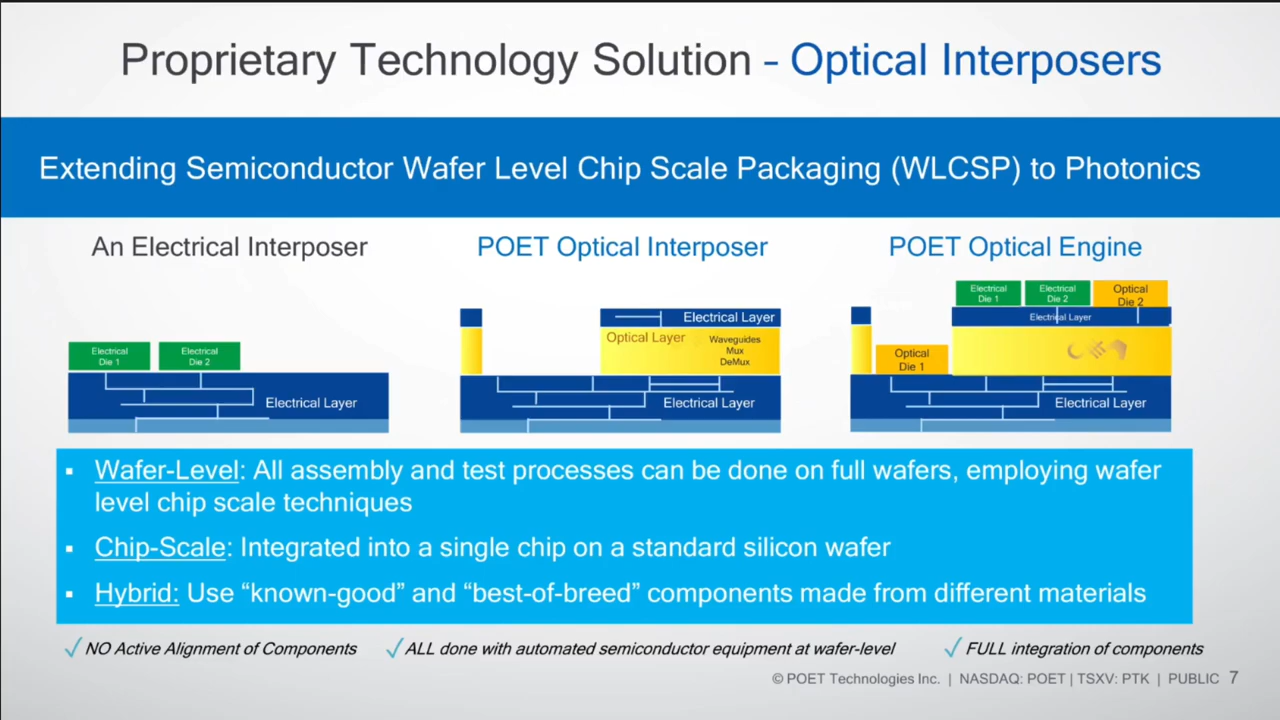 Proprietary Technology Solution - Optical Interposers
Extending Semiconductor Wafer Level Chip Scale Packaging (WLCSP) to Photonics
An Electrical Interposer
Electrical
Die 1
Electrical
Die 2
Electrical Layer
POET Optical Interposer
Electrical Layer
Optical Layer
Waveguides
Mux
DeMux
Electrical Layer
POET Optical Engine
Electrical
Die 1
Electrical
Die 2
Optical
Die 2
Electrical Layer
Optical
Die 1
Electrical Layer
▪ Wafer-Level: All assembly and test processes can be done on full wafers, employing wafer
level chip scale techniques
▪ Chip-Scale: Integrated into a single chip on a standard silicon wafer
▪ Hybrid: Use “known-good” and “best-of-breed” components made from different materials
✓ NO Active Alignment of Components
✓ ALL done with automated semiconductor equipment at wafer-level
✓ FULL integration of components
© POET Technologies Inc. | NASDAQ: POET | TSXV: PTK | PUBLIC 7